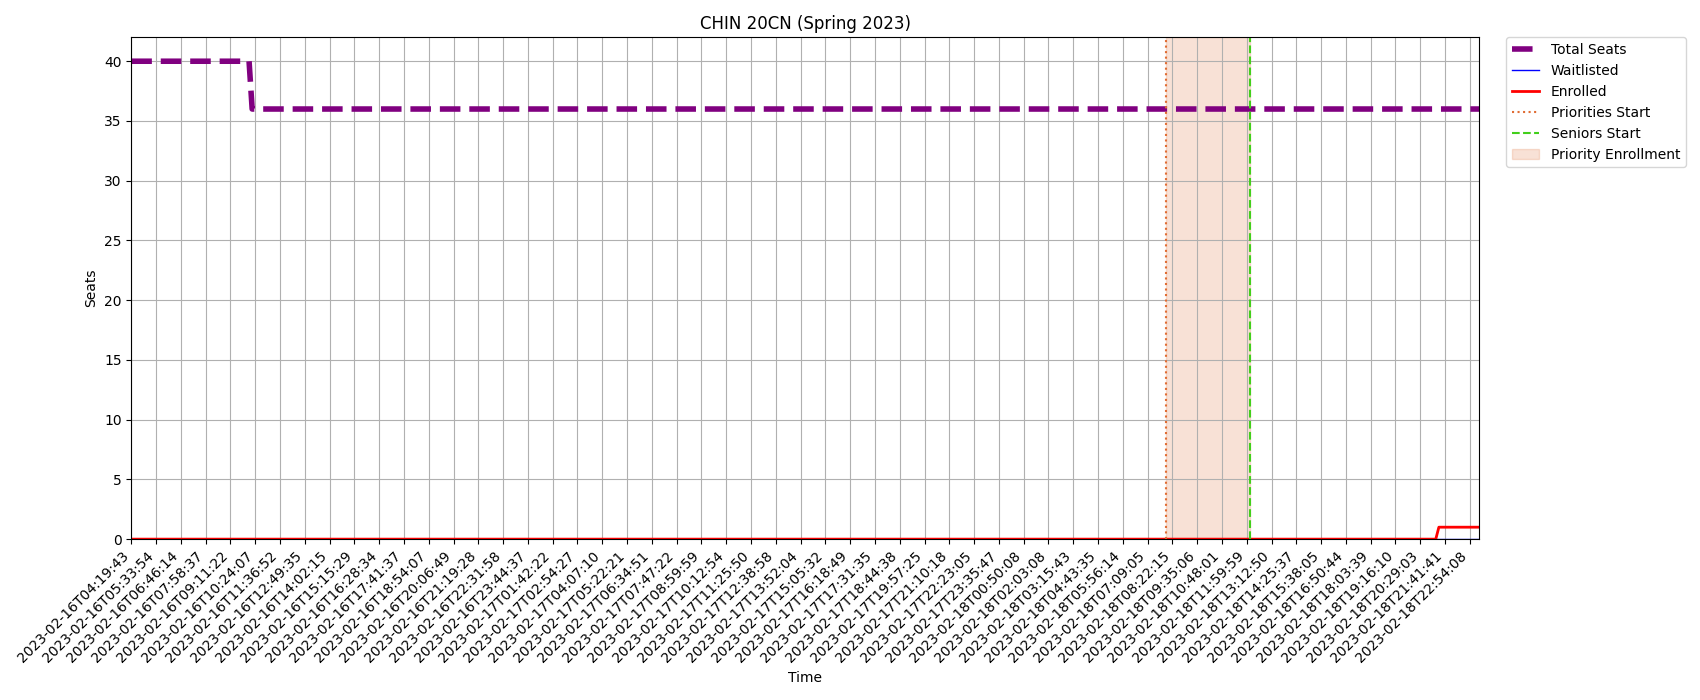 CHIN 20CN (Spring 2023)
Total Seats
Waitlisted
Enrolled
Priorities Start
Seniors Start
Priority Enrollment
Seats
40
35
30
25
20
15
10
5
0
2023-02-16T04:19:43
2023-02-16T05:33:54
2023-02-16T06:46:14
2023-02-16T07:58:37
2023-02-16T09:11:22
2023-02-16T10:24:07
2023-02-16T11:36:52
2023-02-16T12:49:35
2023-02-16T14:02:15
2023-02-16T15:15:29
2023-02-16T16:28:34
2023-02-16T17:41:37
2023-02-16T18:54:07
2023-02-16T20:06:49
2023-02-16T21:19:28
2023-02-16T22:31:58
2023-02-16T23:44:37
2023-02-17T01:42:22
2023-02-17T02:54:27
2023-02-17T04:07:10
2023-02-17T05:22:21
2023-02-17T06:34:51
2023-02-17T07:47:22
2023-02-17T08:59:59
2023-02-17T10:12:54
2023-02-17T11:25:50
2023-02-17T12:38:58
2023-02-17T13:52:04
2023-02-17T15:05:32
2023-02-17T16:18:49
2023-02-17T17:31:35
2023-02-17T18:44:38
2023-02-17T19:57:25
2023-02-17T21:10:18
2023-02-17T22:23:05
2023-02-17T23:35:47
2023-02-18T00:50:08
2023-02-18T02:03:08
2023-02-18T03:15:43
2023-02-18T04:43:35
2023-02-18T05:56:14
2023-02-18T07:09:05
2023-02-18T08:22:15
2023-02-18T09:35:06
2023-02-18T10:48:01
2023-02-18T11:59:59
2023-02-18T13:12:50
2023-02-18T14:25:37
2023-02-18T15:38:05
2023-02-18T16:50:44
2023-02-18T18:03:39
2023-02-18T19:16:10
2023-02-18T20:29:03
2023-02-18T21:41:41
2023-02-18T22:54:08
Time